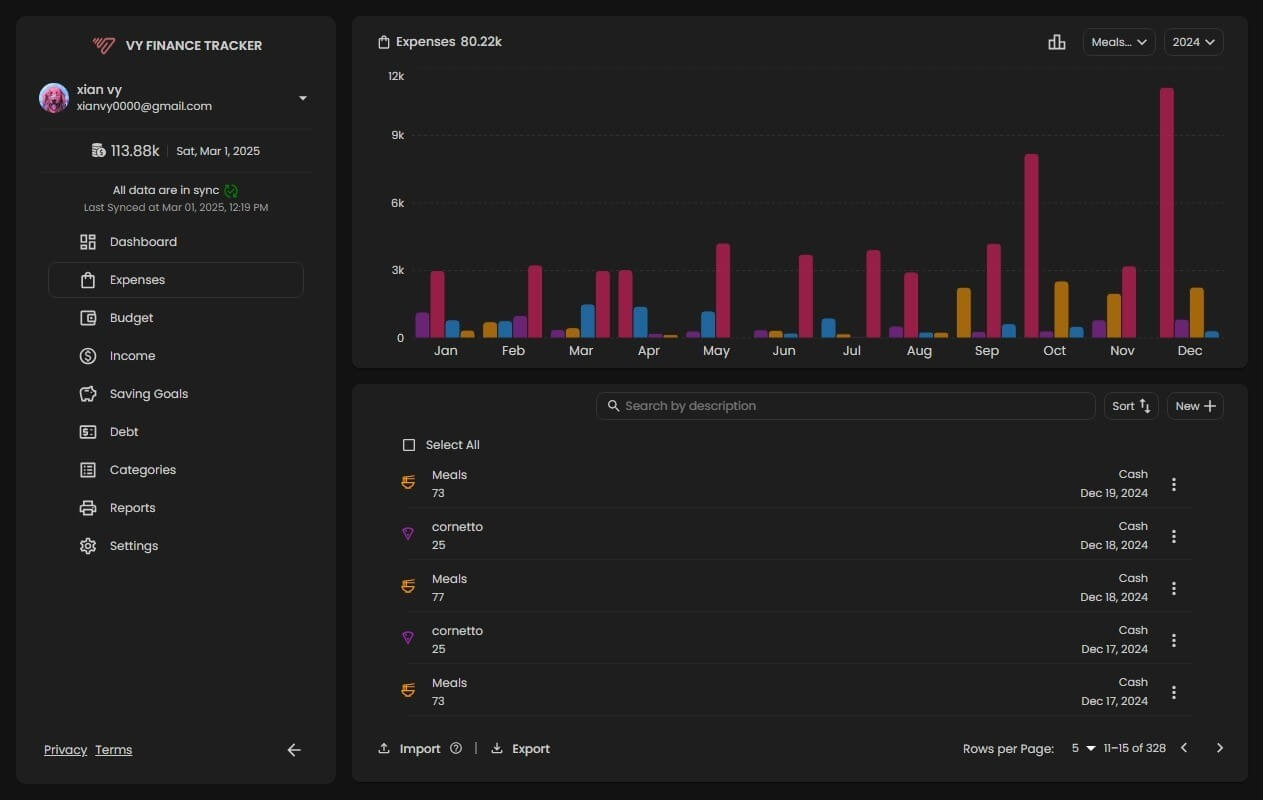 VY FINANCE TRACKER
xian vy
xianvy0000@gmail.com
113.88k Sat, Mar 1, 2025
All data are in sync
Last Synced at Mar 01, 2025, 12:19 PM
Dashboard
Expenses
Budget
Income
Saving Goals
Debt
Categories
Reports
Settings
Privacy Terms
Expenses 80.22k
Meals... 2024
12k
9k
6k
3k
0
Jan Feb Mar Apr May Jun Jul Aug Sep Oct Nov Dec
Search by description
Sort New
Select All
Meals Cash
73 Dec 19, 2024
cornetto Cash
25 Dec 18, 2024
Meals Cash
77 Dec 18, 2024
cornetto Cash
25 Dec 17, 2024
Meals Cash
73 Dec 17, 2024
Import | Export
Rows per Page: 5 11–15 of 328